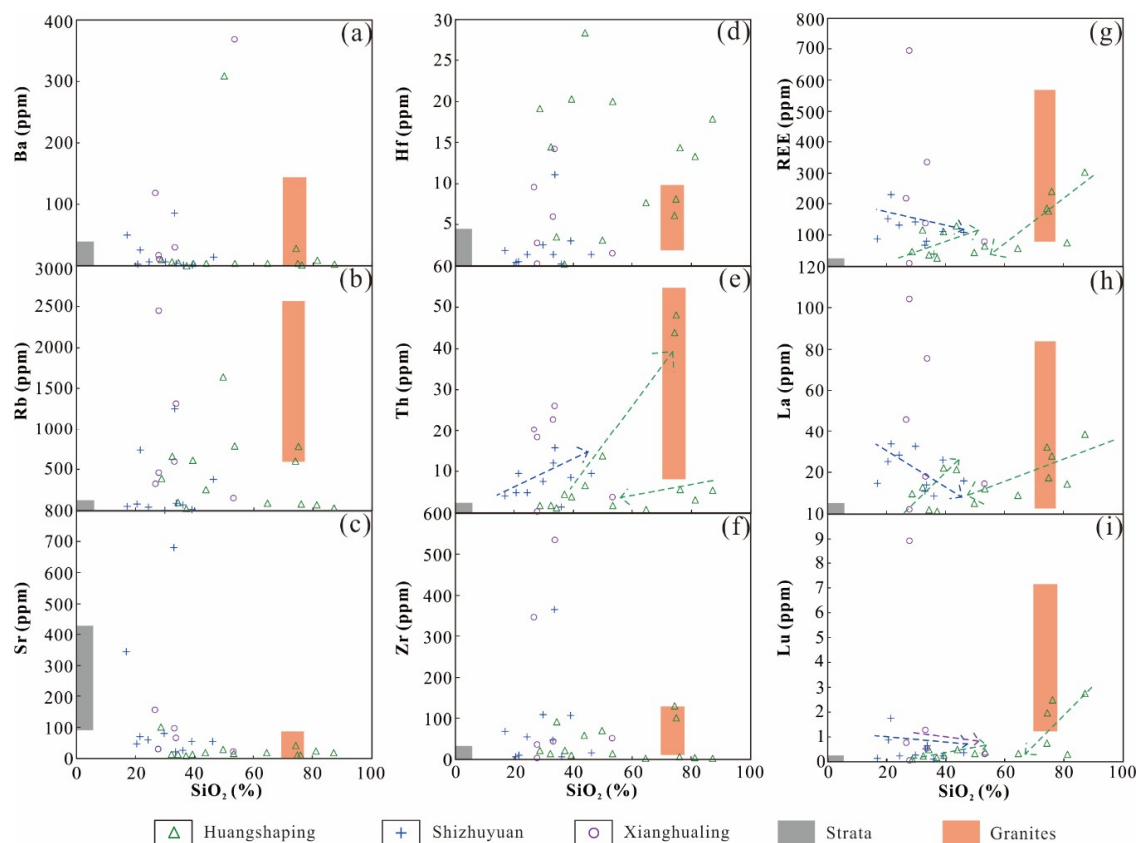 (a)
Ba (ppm)
400
300
200
100
(b)
Rb (ppm)
3000
2500
2000
1500
1000
500
(c)
Sr (ppm)
800
700
600
500
400
300
200
100
0
0 20 40 60 80 100
SiO₂ (%)
(d)
Hf (ppm)
30
25
20
15
10
5
(e)
Th (ppm)
60
50
40
30
20
10
(f)
Zr (ppm)
600
500
400
300
200
100
0
20 40 60 80 100
SiO₂ (%)
(g)
REE (ppm)
800
700
600
500
400
300
200
100
(h)
La (ppm)
120
100
80
60
40
20
(i)
Lu (ppm)
10
9
8
7
6
5
4
3
2
1
0
0 20 40 60 80 100
SiO₂ (%)
Huangshaping
Shizhuyuan
Xianghualing
Strata
Granites